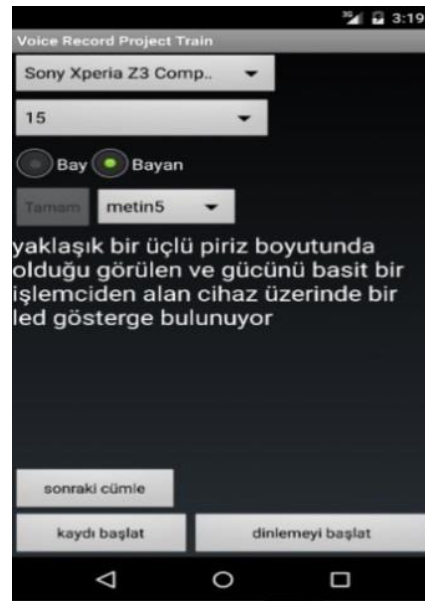 3G 3:19
Voice Record Project Train
Sony Xperia Z3 Comp..
15
Bay Bayan
Tamam metin5
yaklaşık bir üçlü piriz boyutunda
olduğu görülen ve gücünü basit bir
işlemciden alan cihaz üzerinde bir
led gösterge bulunuyor
sonraki cümle
kaydı başlat dinlemeyi başlat